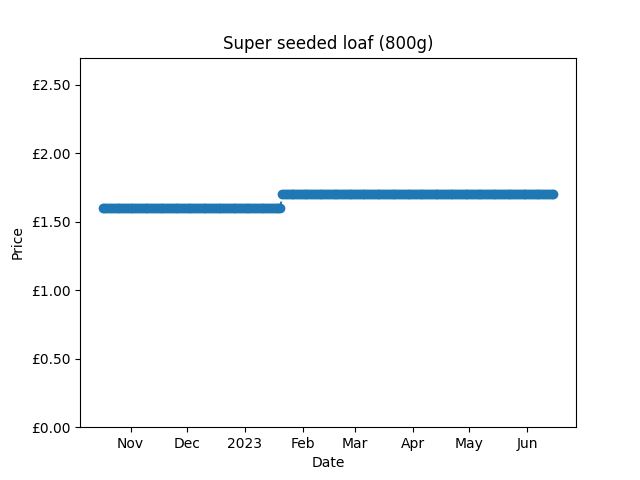 Super seeded loaf (800g)
£2.50
£2.00
£1.50
£1.00
£0.50
£0.00
Price
Nov Dec 2023 Feb Mar Apr May Jun
Date